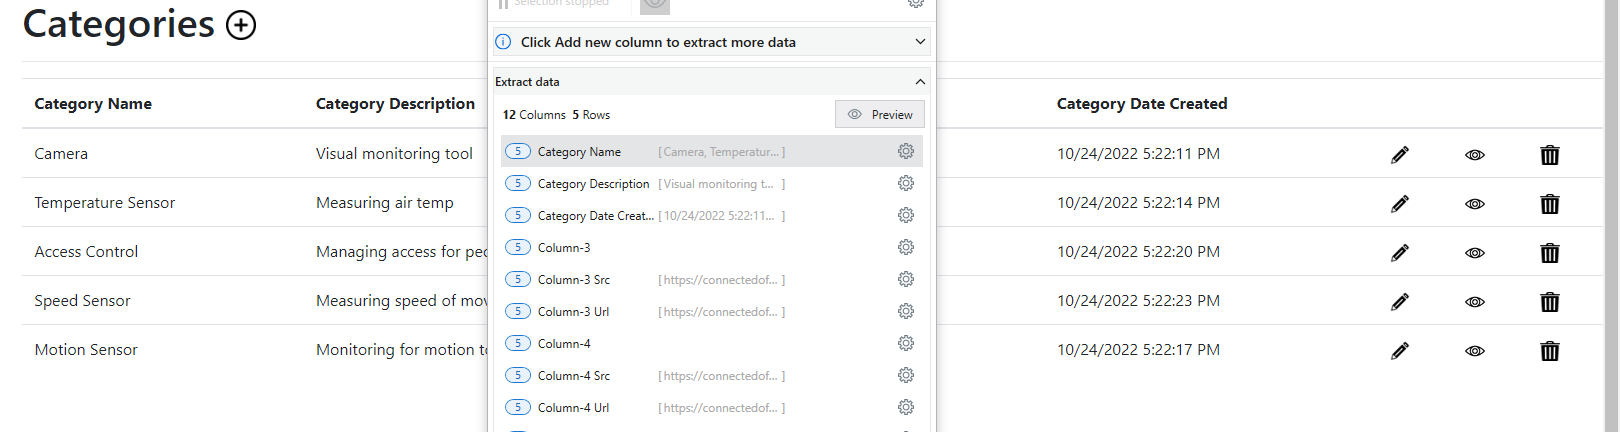 Categories
Category Name Category Description Category Date Created
Camera Visual monitoring tool 10/24/2022 5:22:11 PM
Temperature Sensor Measuring air temp 10/24/2022 5:22:14 PM
Access Control Managing access for pec 10/24/2022 5:22:20 PM
Speed Sensor Measuring speed of mov 10/24/2022 5:22:23 PM
Motion Sensor Monitoring for motion to 10/24/2022 5:22:17 PM
Selection stopped
Click Add new column to extract more data
Extract data
12 Columns 5 Rows Preview
5 Category Name [ Camera, Temperatur... ]
5 Category Description [ Visual monitoring t... ]
5 Category Date Creat... [ 10/24/2022 5:22:11... ]
5 Column-3
5 Column-3 Src [ https://connectedof... ]
5 Column-3 Url [ https://connectedof... ]
5 Column-4
5 Column-4 Src [ https://connectedof... ]
5 Column-4 Url [ https://connectedof... ]